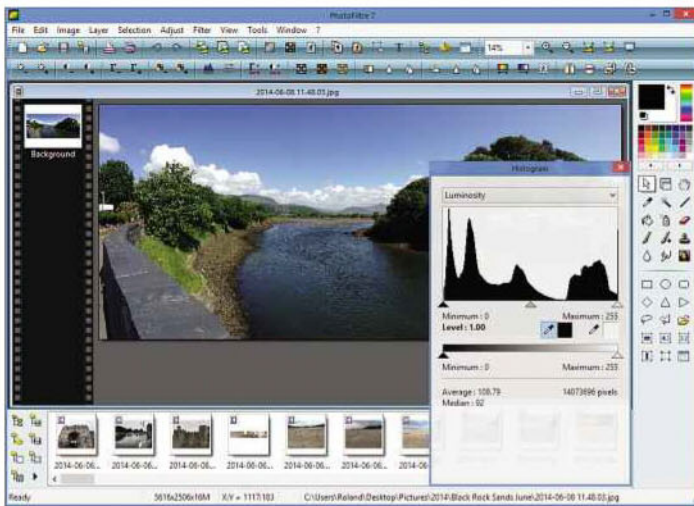 PhotoFiltre 7
File Edit Image Layer Selection Adjust Filter View Tools Window ?
14%
2014-06-08 11.48.03.jpg
Background
Histogram
Luminosity
Minimum : 0 Maximum : 255
Level : 1.00
Minimum : 0 Maximum : 255
Average : 108.79 14073696 pixels
Median : 92
2014-06-06... 2014-06-06... 2014-06-06... 2014-06-06... 2014-06-06... 2014-06-06... 2014-06-0
Ready 5616x2506x16M X/Y = 1117/183 C:\Users\Roland\Desktop\Pictures\2014\Black Rock Sands June\2014-06-08 11.48.03.jpg